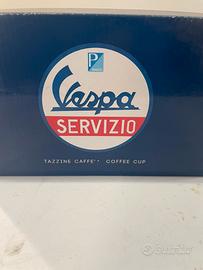 P
Vespa
SERVIZIO
TAZZINE CAFFE' • COFFEE CUP
subito